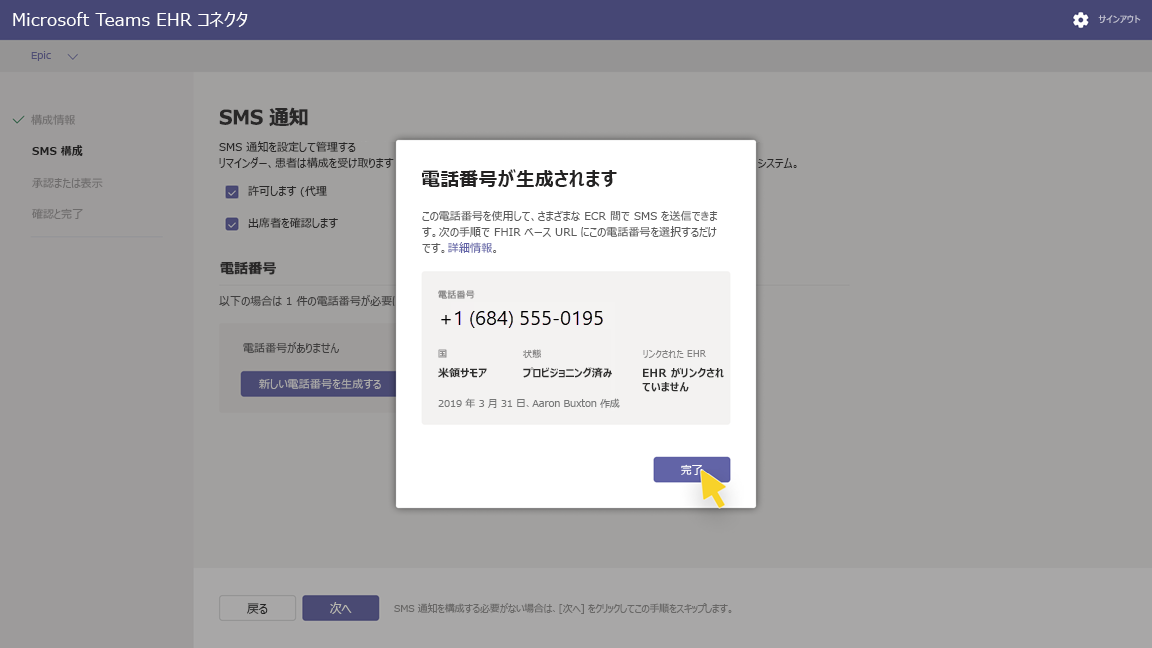 Microsoft Teams EHR コネクタ
サインアウト
Epic
構成情報
SMS 構成
承認または表示
確認と完了
SMS 通知
SMS 通知を設定して管理する
リマインダー、患者は構成を受け取ります
システム。
許可します (代理
出席者を確認します
電話番号
以下の場合は 1 件の電話番号が必要
電話番号がありません
新しい電話番号を生成する
電話番号が生成されます
この電話番号を使用して、さまざまな ECR 間で SMS を送信できま
す。次の手順で FHIR ベース URL にこの電話番号を選択するだけ
です。詳細情報。
電話番号
+1 (684) 555-0195
国
状態
リンクされた EHR
米領サモア
プロビジョニング済み
EHR がリンクされ
ていません
2019 年 3 月 31 日、Aaron Buxton 作成
完了
戻る
次へ
SMS 通知を構成する必要がない場合は、[次へ] をクリックしてこの手順をスキップします。